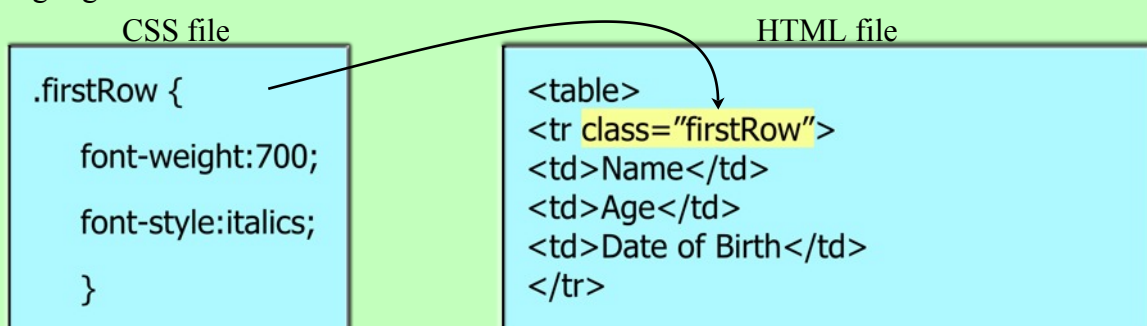 CSS file
.firstRow {
font-weight:700;
font-style:italics;
}
HTML file
<table>
<tr class="firstRow">
<td>Name</td>
<td>Age</td>
<td>Date of Birth</td>
</tr>